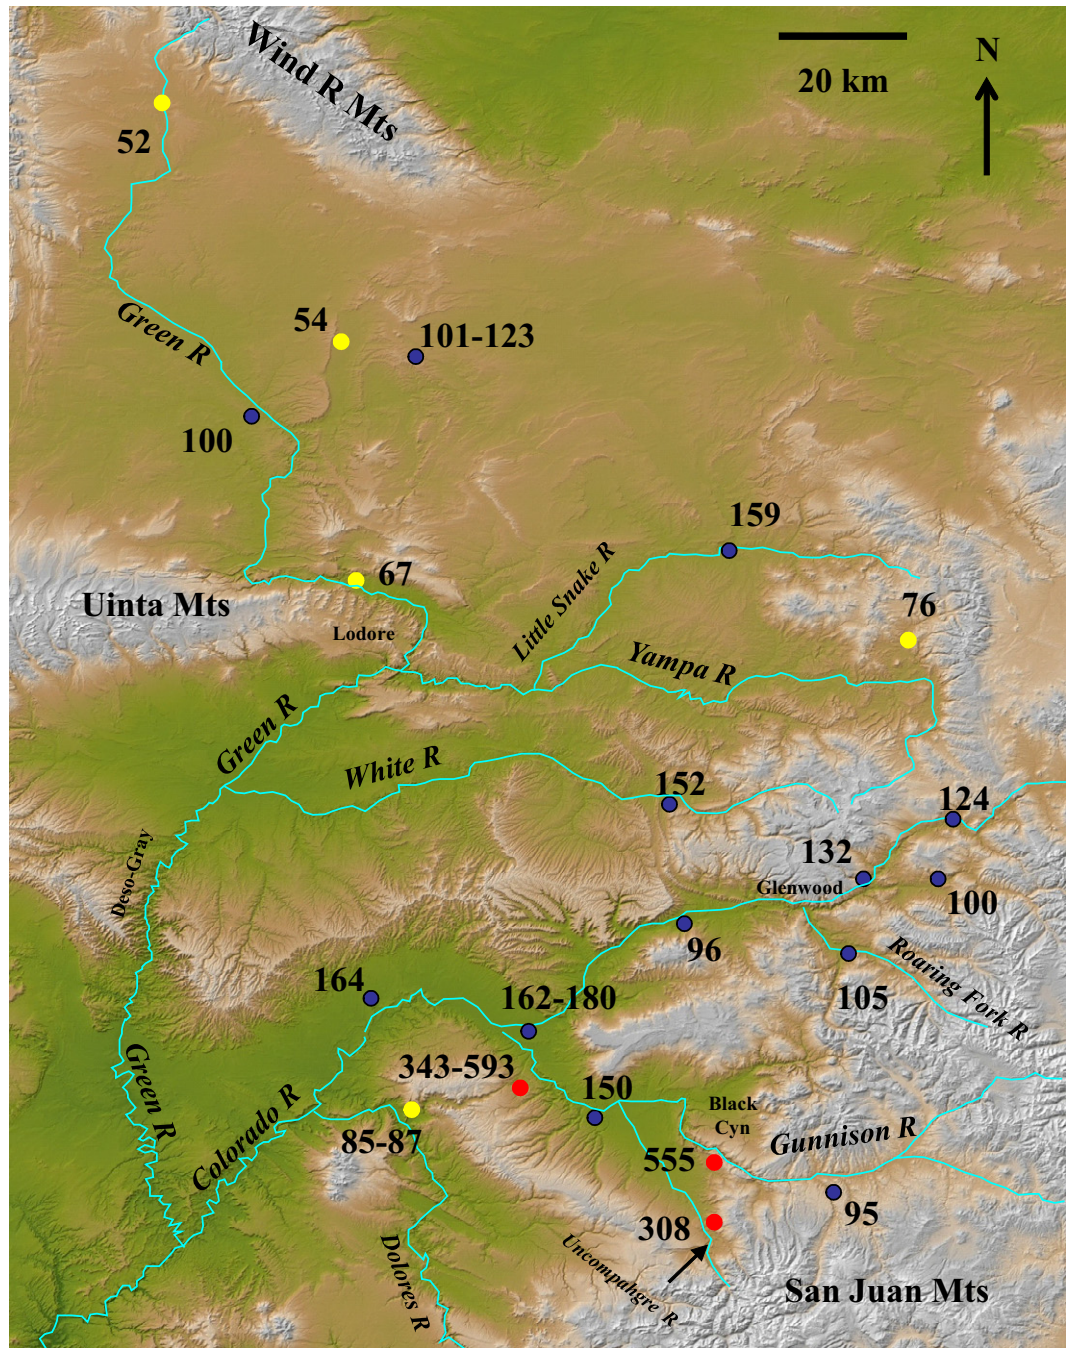 Wind R Mts
20 km
N
52
Green R
54
101-123
100
159
67
Uinta Mts
Lodore
Little Snake R
76
Yampa R
Green R
White R
152
124
Deso-Gray
132
Glenwood
100
96
Roaring Fork R
105
164
162-180
343-593
150
Green R
Colorado R
85-87
Black
Cyn
Gunnison R
555
95
308
Dolores R
Uncompahgre R
San Juan Mts